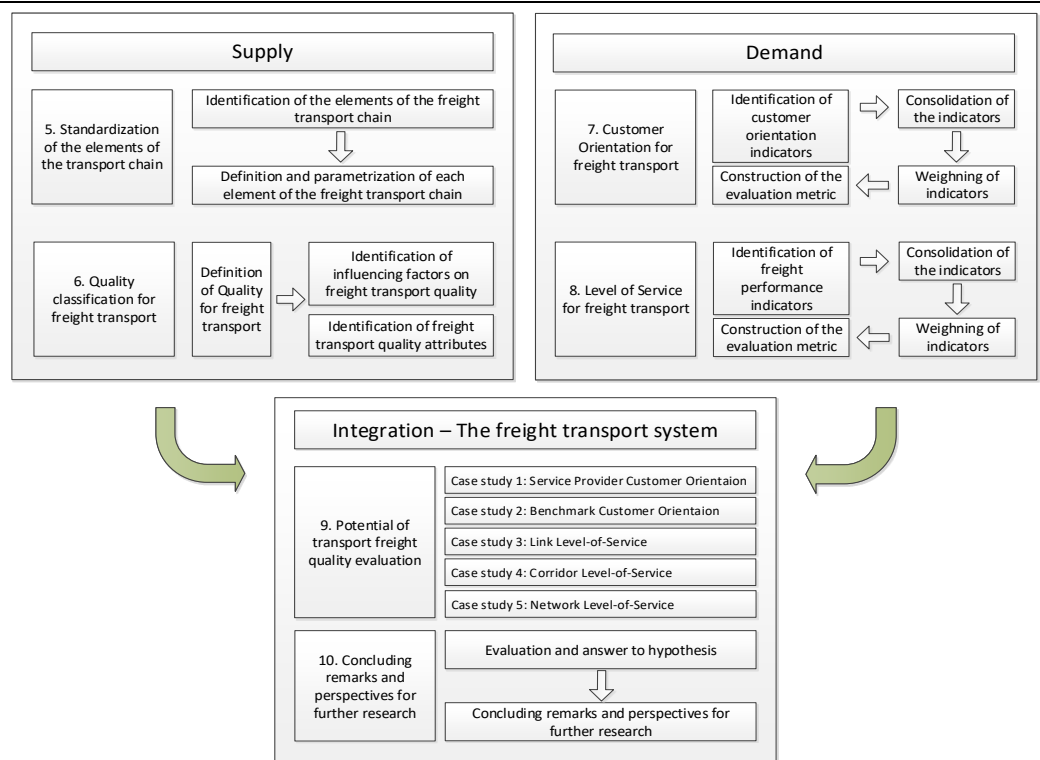 Supply
5. Standardization
of the elements of
the transport chain
Identification of the elements of the freight
transport chain
Definition and parametrization of each
element of the freight transport chain
6. Quality
classification for
freight transport
Definition
of Quality
for freight
transport
Identification of
influencing factors on
freight transport quality
Identification of freight
transport quality attributes
Demand
7. Customer
Orientation for
freight transport
Identification of
customer
orientation
indicators
Consolidation of
the indicators
Construction of the
evaluation metric
Weighning of
indicators
8. Level of Service
for freight transport
Identification of
freight
performance
indicators
Consolidation of
the indicators
Construction of the
evaluation metric
Weighning of
indicators
Integration – The freight transport system
9. Potential of
transport freight
quality evaluation
Case study 1: Service Provider Customer Orientaion
Case study 2: Benchmark Customer Orientaion
Case study 3: Link Level-of-Service
Case study 4: Corridor Level-of-Service
Case study 5: Network Level-of-Service
10. Concluding
remarks and
perspectives for
further research
Evaluation and answer to hypothesis
Concluding remarks and perspectives for
further research